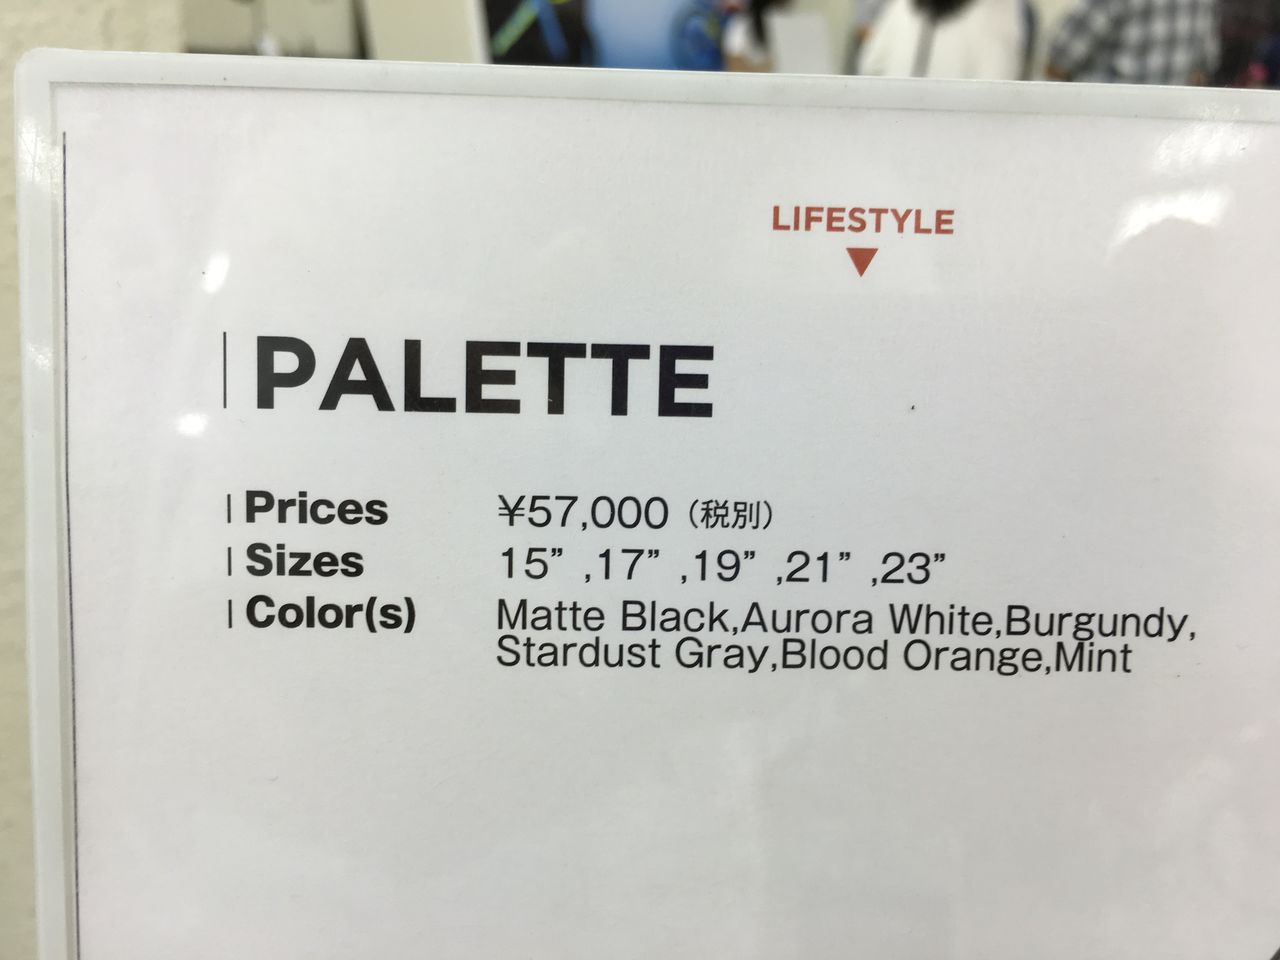 LIFESTYLE
PALETTE
Prices ¥57,000（税別）
Sizes 15” ,17” ,19” ,21” ,23”
Color(s) Matte Black,Aurora White,Burgundy,
Stardust Gray,Blood Orange,Mint